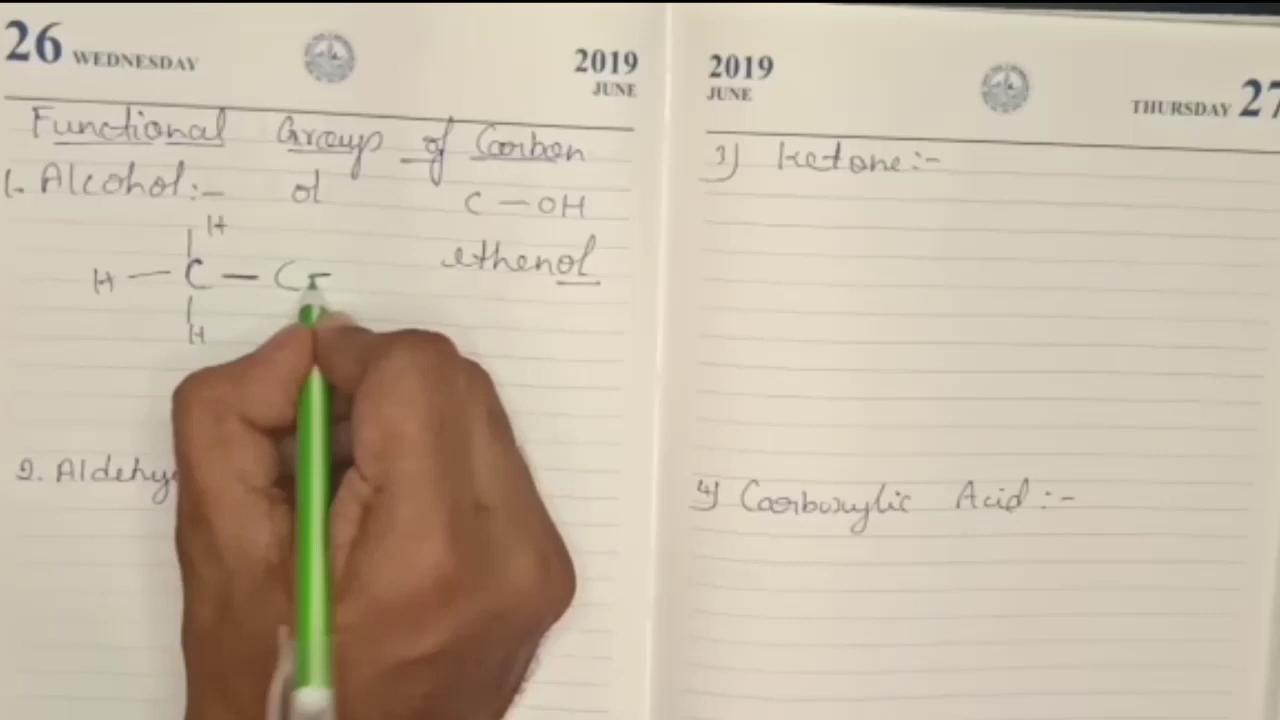 26 WEDNESDAY
2019
JUNE
Functional Group of Carbon
1. Alcohol:- ol C-OH
ethenol
H
H-C-C-
H
2. Aldehy
2019
JUNE
THURSDAY 27
3) Ketone:-
4) Carboxylic Acid:-